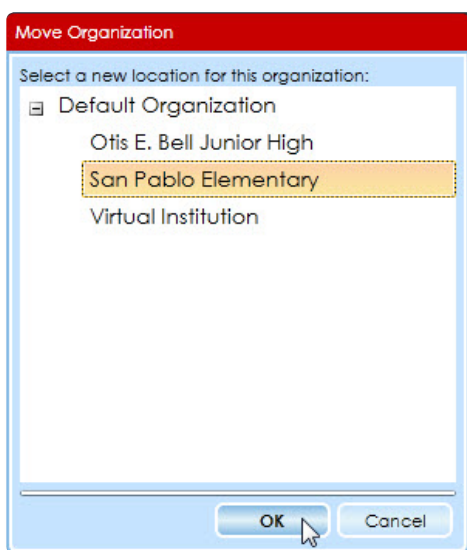 Move Organization
Select a new location for this organization:
Default Organization
Otis E. Bell Junior High
San Pablo Elementary
Virtual Institution
OK Cancel